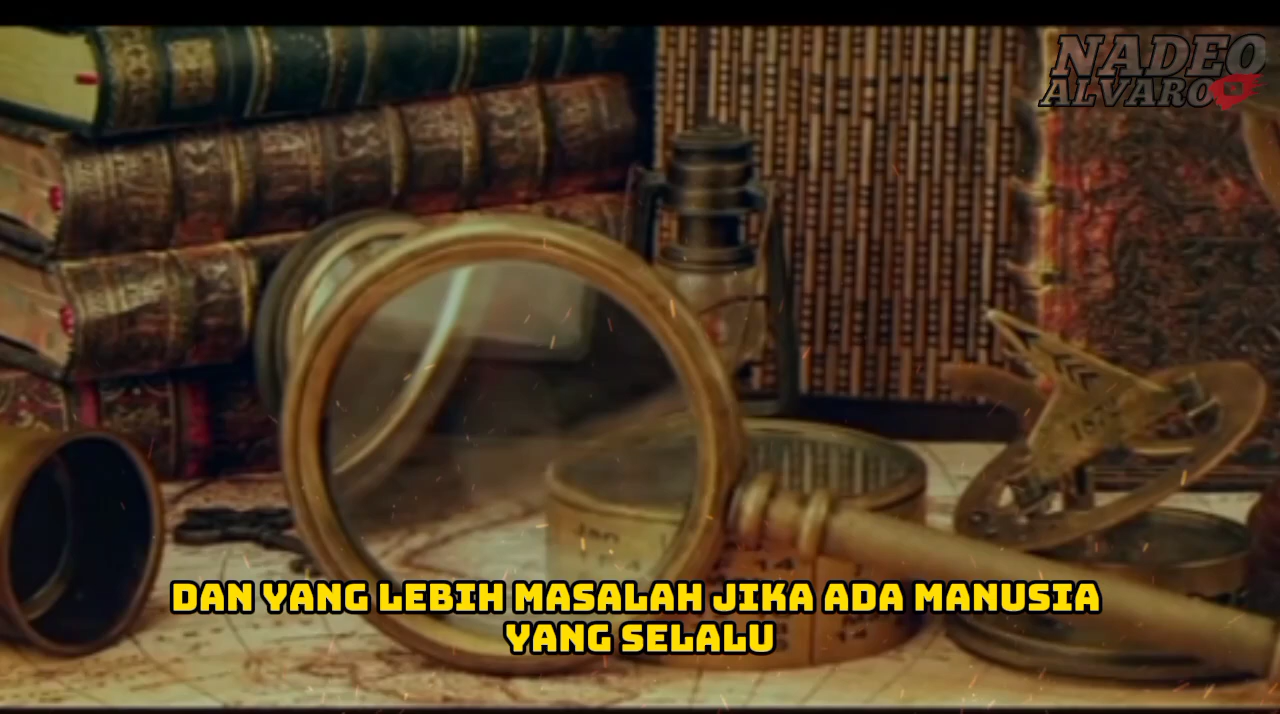 NADEO
ALVARO
DAN YANG LEBIH MASALAH JIKA ADA MANUSIA
YANG SELALU